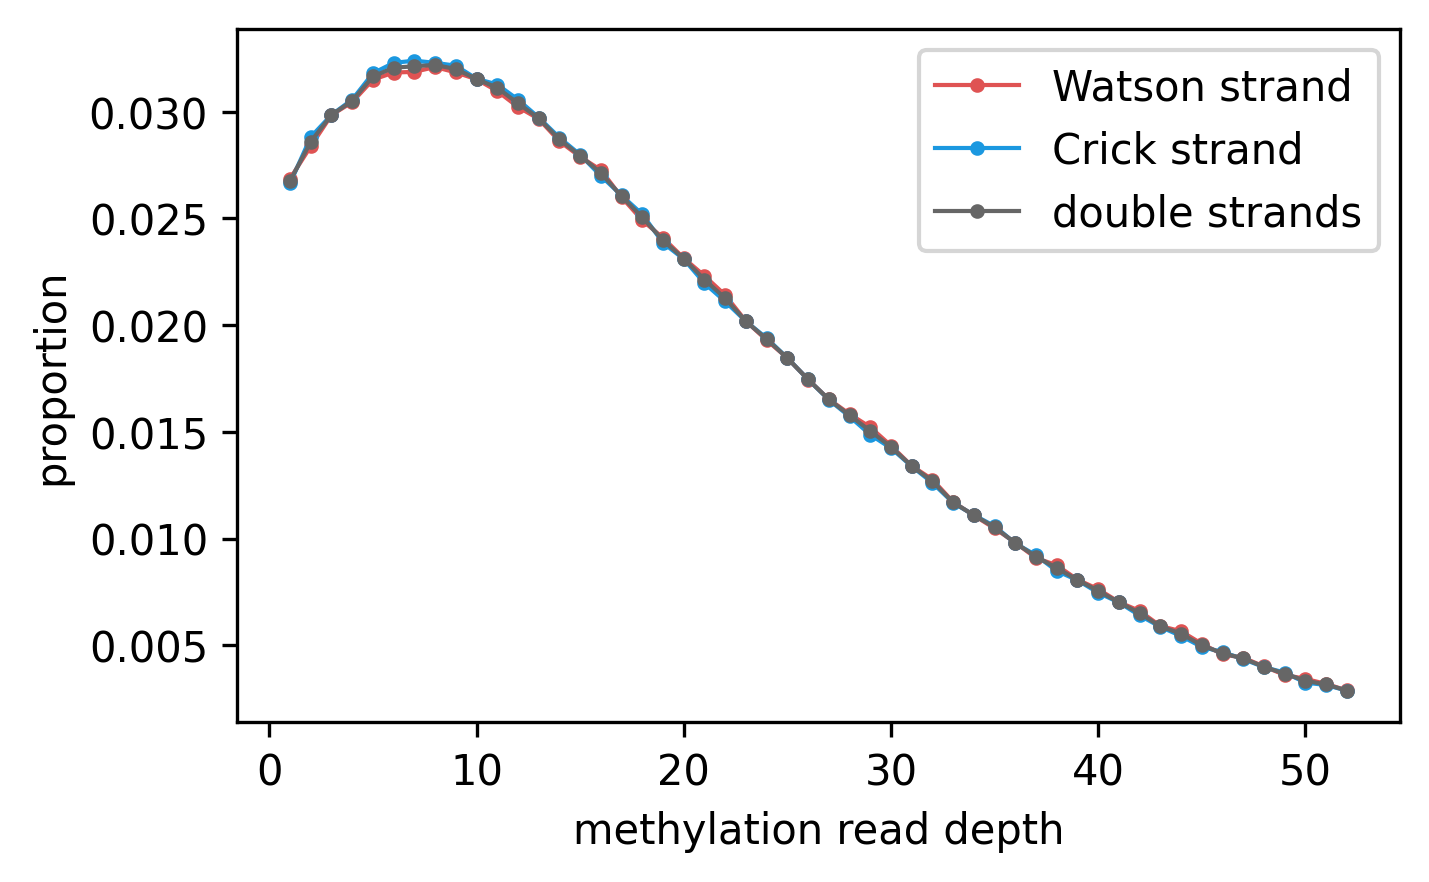 0.030
0.025
0.020
0.015
0.010
0.005
proportion
Watson strand
Crick strand
double strands
0 10 20 30 40 50
methylation read depth